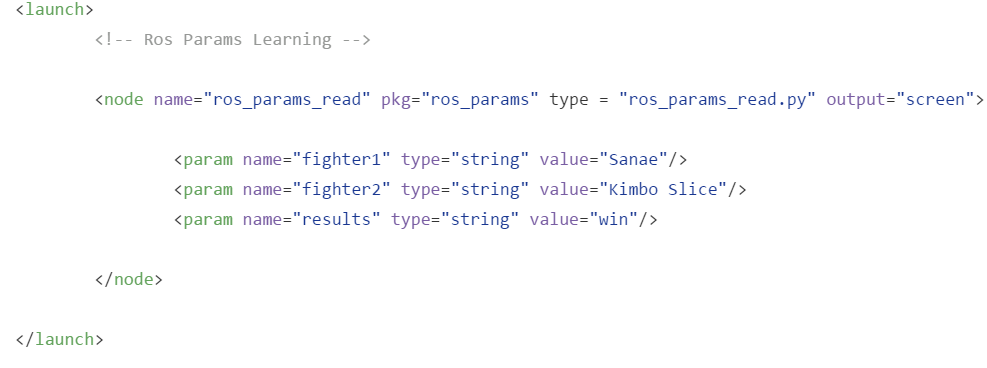 <launch>
<!-- Ros Params Learning -->
<node name="ros_params_read" pkg="ros_params" type = "ros_params_read.py" output="screen">
<param name="fighter1" type="string" value="Sanae"/>
<param name="fighter2" type="string" value="Kimbo Slice"/>
<param name="results" type="string" value="win"/>
</node>
</launch>